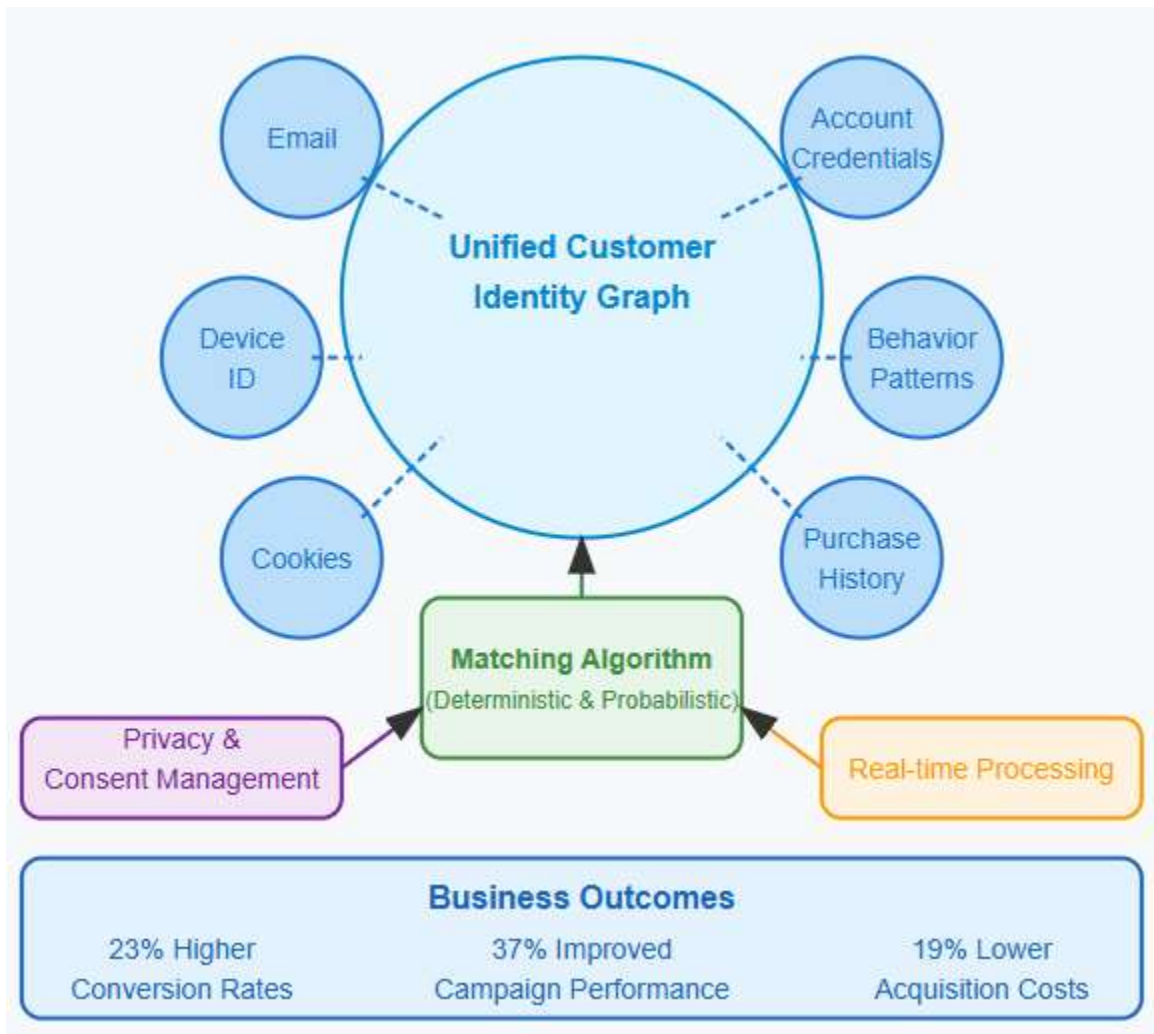 Email
Account
Credentials
Unified Customer
Identity Graph
Device
ID
Behavior
Patterns
Cookies
Purchase
History
Matching Algorithm
(Deterministic & Probabilistic)
Privacy &
Consent Management
Real-time Processing
Business Outcomes
23% Higher
Conversion Rates
37% Improved
Campaign Performance
19% Lower
Acquisition Costs